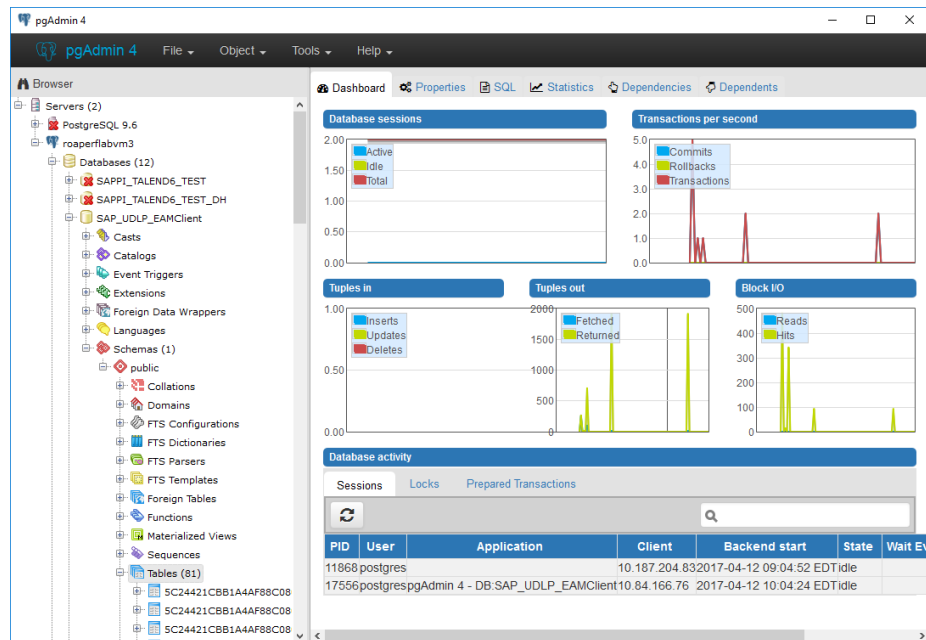 pgAdmin 4
pgAdmin 4 File Object Tools Help
Browser
Servers (2)
PostgreSQL 9.6
roaperflabvm3
Databases (12)
SAPPI_TALEND6_TEST
SAPPI_TALEND6_TEST_DH
SAP_UDLP_EAMClient
Casts
Catalogs
Event Triggers
Extensions
Foreign Data Wrappers
Languages
Schemas (1)
public
Collations
Domains
FTS Configurations
FTS Dictionaries
FTS Parsers
FTS Templates
Foreign Tables
Functions
Materialized Views
Sequences
Tables (81)
5C24421CBB1A4AF88C08
5C24421CBB1A4AF88C08
5C24421CBB1A4AF88C08
Dashboard Properties SQL Statistics Dependencies Dependents
Database sessions
2.00
1.50
1.00
0.50
0.00
Active
Idle
Total
Transactions per second
5.0
4.0
3.0
2.0
1.0
0.0
Commits
Rollbacks
Transactions
Tuples in
1.00
0.50
0.00
Inserts
Updates
Deletes
Tuples out
2000
1500
1000
500
0
Fetched
Returned
Block I/O
500
400
300
200
100
0
Reads
Hits
Database activity
Sessions Locks Prepared Transactions
PID User Application Client Backend start State Wait Ev
11868 postgres 10.187.204.83 2017-04-12 09:04:52 EDT idle
17556 postgres pgAdmin 4 - DB:SAP_UDLP_EAMClient 10.84.166.76 2017-04-12 10:04:24 EDT idle